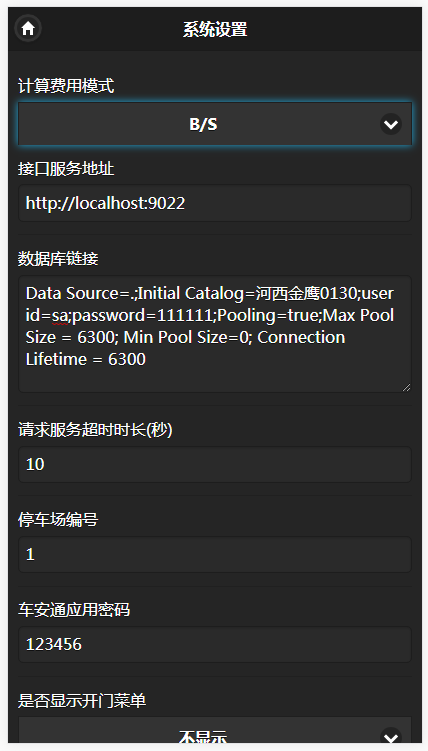 系统设置
计算费用模式
B/S
接口服务地址
http://localhost:9022
数据库链接
Data Source=.;Initial Catalog=河西金鹰0130;user
id=sa;password=111111;Pooling=true;Max Pool
Size = 6300; Min Pool Size=0; Connection
Lifetime = 6300
请求服务超时时长(秒)
10
停车场编号
1
车安通应用密码
123456
是否显示开门菜单
不显示